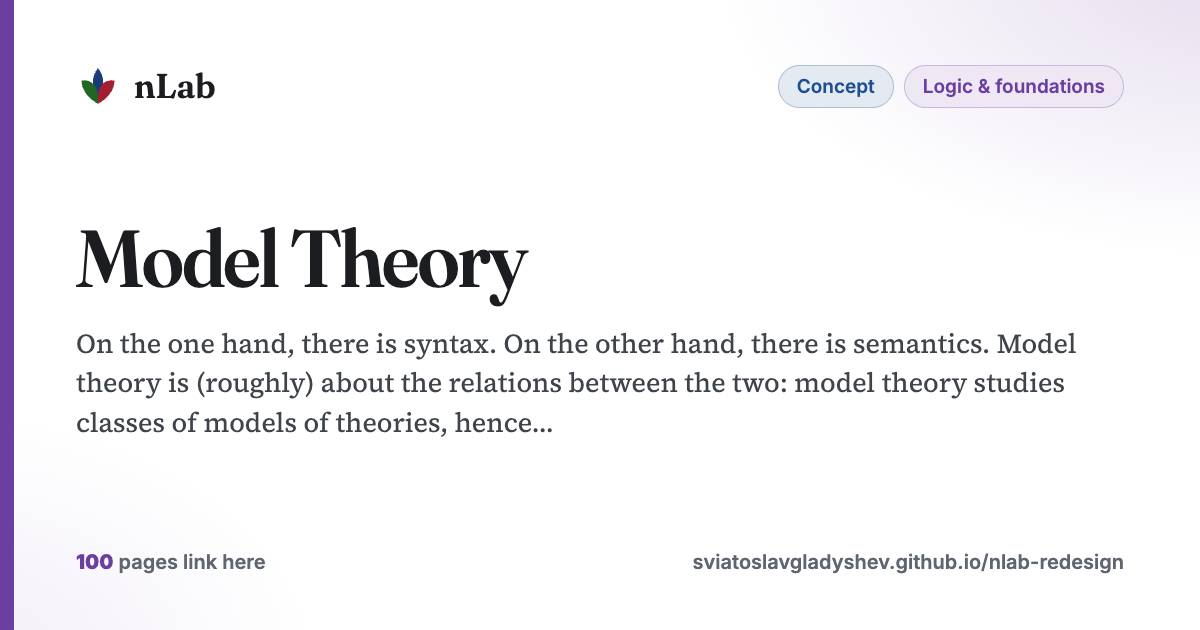 nLab
Concept
Logic & foundations
Model Theory
On the one hand, there is syntax. On the other hand, there is semantics. Model
theory is (roughly) about the relations between the two: model theory studies
classes of models of theories, hence...
100 pages link here
sviatoslavgladyshev.github.io/nlab-redesign